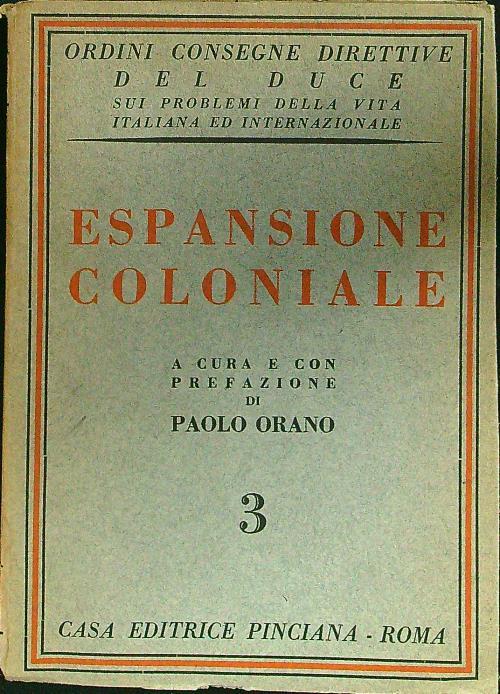 ORDINI CONSEGNE DIRETTIVE
DEL DUCE
SUI PROBLEMI DELLA VITA
ITALIANA ED INTERNAZIONALE
ESPANSIONE
COLONIALE
A CURA E CON
PREFAZIONE
DI
PAOLO ORANO
3
CASA EDITRICE PINCIANA - ROMA